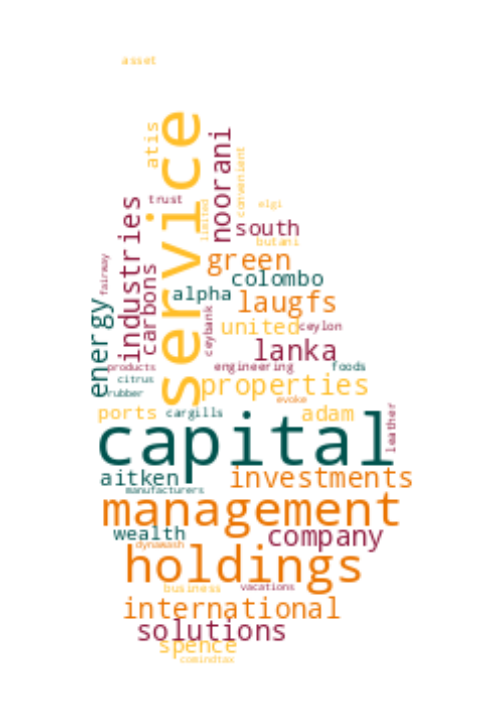 asset
service
atis
noorani
convenient
trust
limited
elgi
industries
south
butani
fairway
carbons
green
colombo
energy
alpha
laugfs
ceybank
united
ceylon
lanka
products
engineering
foods
citrus
properties
rubber
evoke
ports
cargills
adam
leather
capital
aitken
investments
manufacturers
management
wealth
company
dynawash
holdings
business
vacations
international
solutions
spence
comindtax